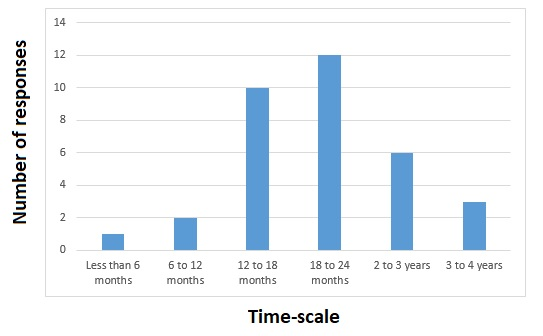 Number of responses
14
12
10
8
6
4
2
0
Less than 6
months
6 to 12
months
12 to 18
months
18 to 24
months
2 to 3 years
3 to 4 years
Time-scale